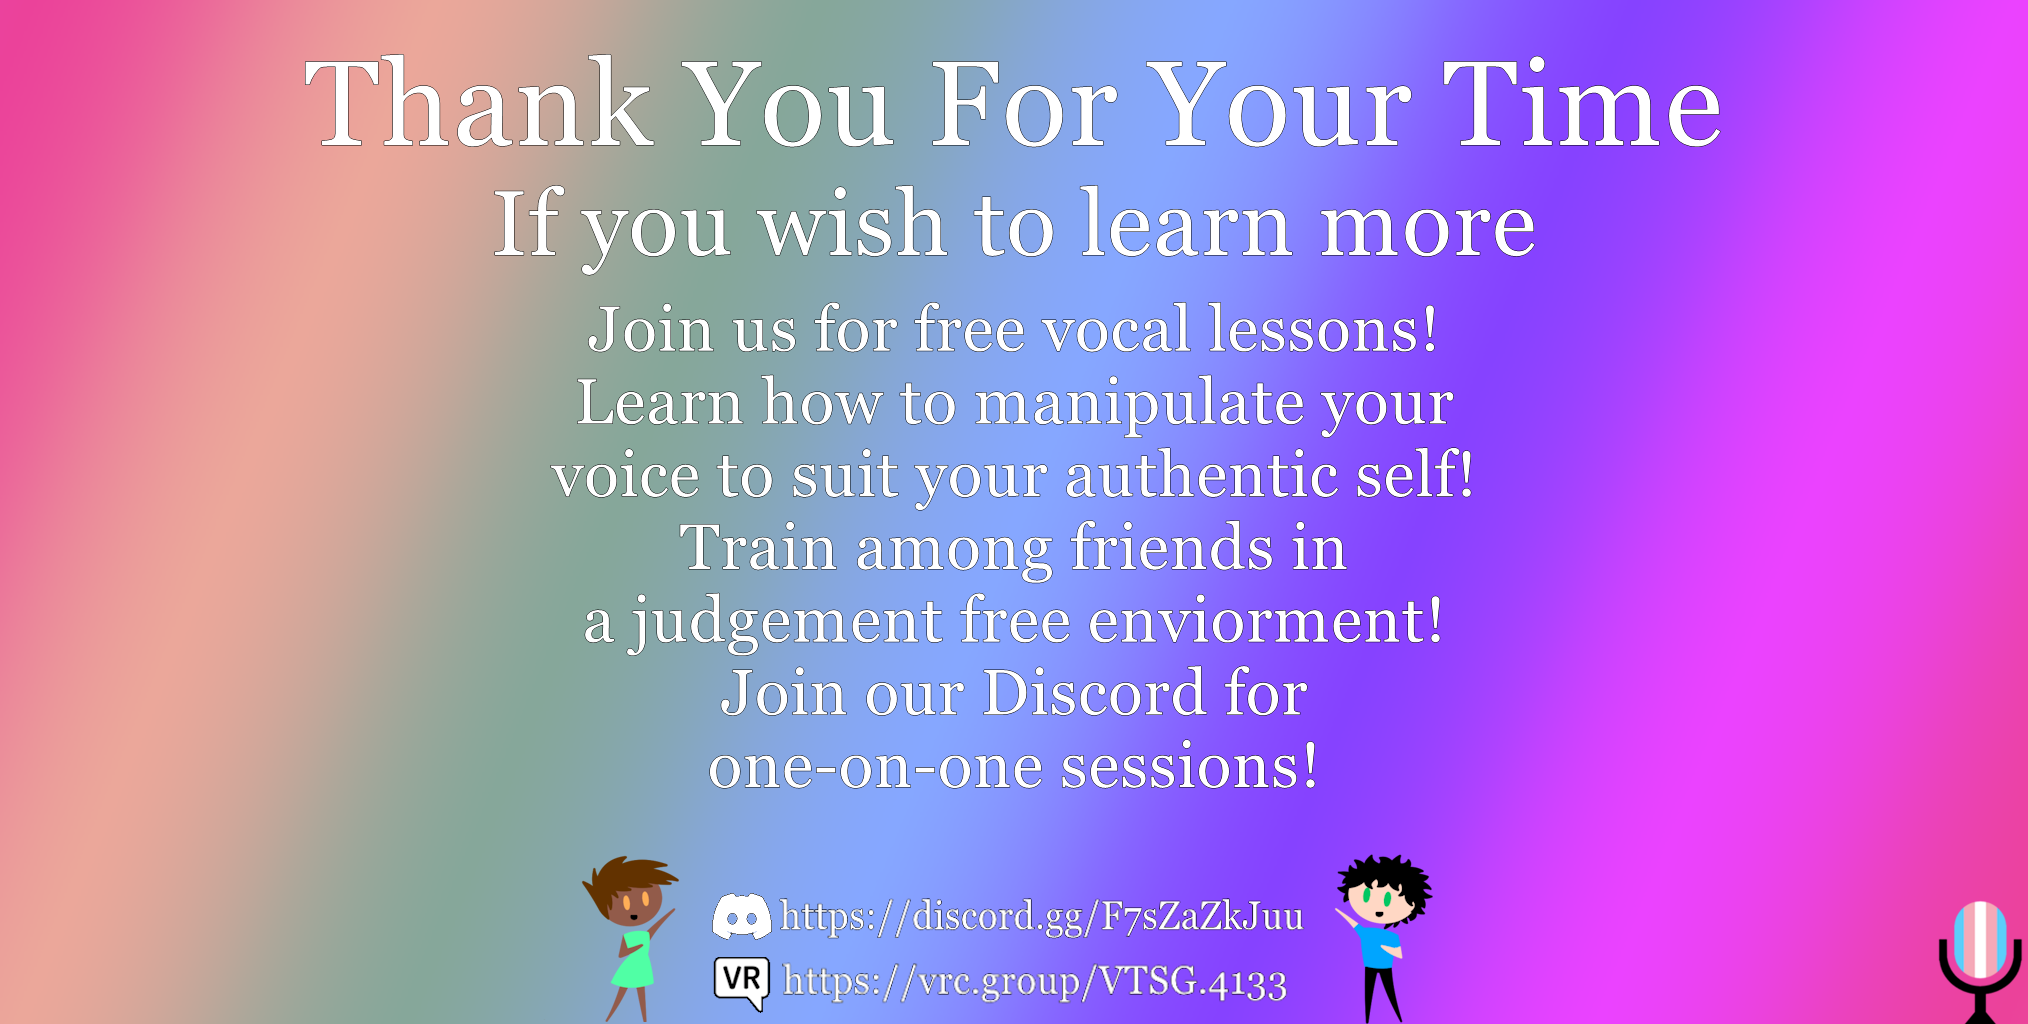 Thank You For Your Time
If you wish to learn more
Join us for free vocal lessons!
Learn how to manipulate your
voice to suit your authentic self!
Train among friends in
a judgement free enviorment!
Join our Discord for
one-on-one sessions!
https://discord.gg/F7sZaZkJuu
VR https://vrc.group/VTSG.4133